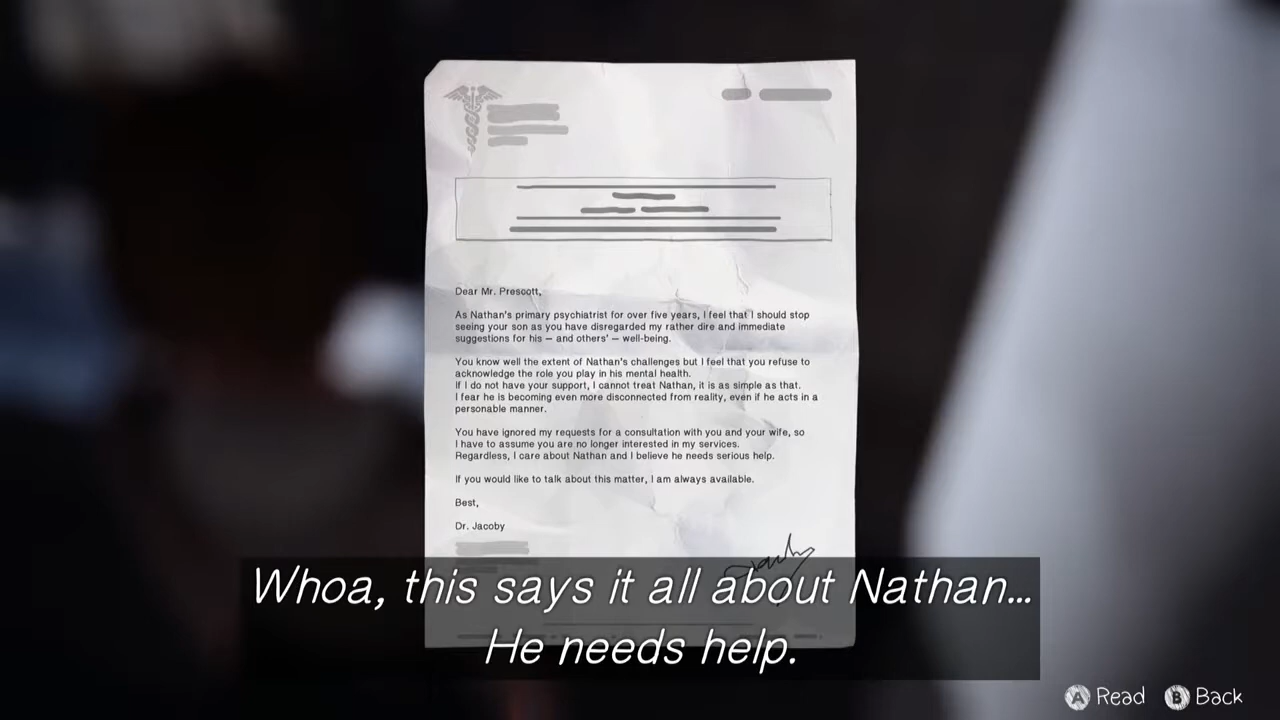 Dear Mr. Prescott,
As Nathan's primary psychiatrist for over five years, I feel that I should stop
seeing your son as you have disregarded my rather dire and immediate
suggestions for his — and others' — well-being.
You know well the extent of Nathan's challenges but I feel that you refuse to
acknowledge the role you play in his mental health.
If I do not have your support, I cannot treat Nathan, it is as simple as that.
I fear he is becoming even more disconnected from reality, even if he acts in a
personable manner.
You have ignored my requests for a consultation with you and your wife, so
I have to assume you are no longer interested in my services.
Regardless, I care about Nathan and I believe he needs serious help.
If you would like to talk about this matter, I am always available.
Best,
Dr. Jacoby
Whoa, this says it all about Nathan...
He needs help.
A Read B Back